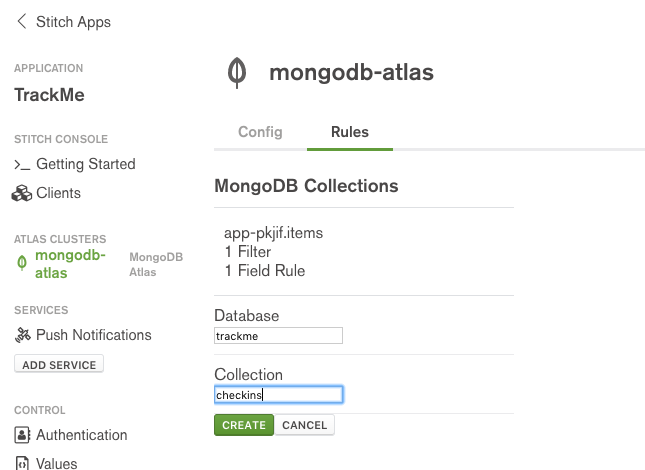 Stitch Apps
APPLICATION
TrackMe
STITCH CONSOLE
Getting Started
Clients
ATLAS CLUSTERS
mongodb-
atlas
MongoDB
Atlas
SERVICES
Push Notifications
ADD SERVICE
CONTROL
Authentication
Values
mongodb-atlas
Config
Rules
MongoDB Collections
app-pkjif.items
1 Filter
1 Field Rule
Database
trackme
Collection
checkins
CREATE
CANCEL